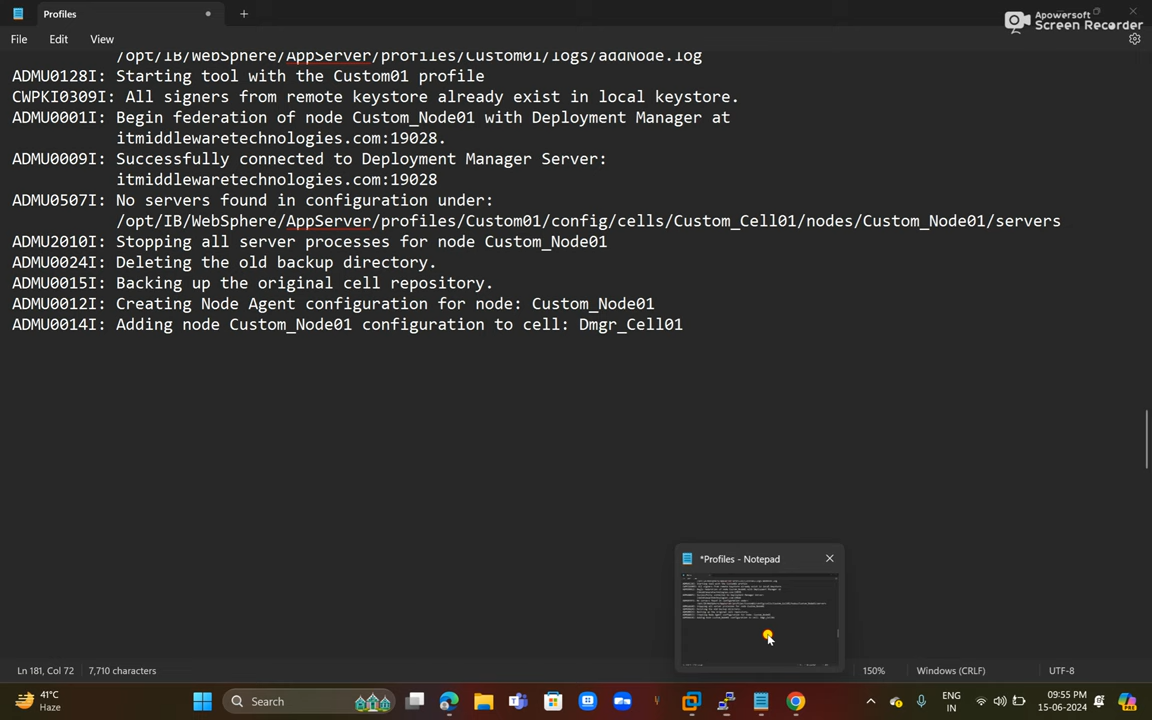 Profiles
Apowersoft
Screen Recorder
File Edit View
/opt/IB/WebSphere/AppServer/profiles/Custom01/logs/addNode.log
ADMU0128I: Starting tool with the Custom01 profile
CWPKI0309I: All signers from remote keystore already exist in local keystore.
ADMU0001I: Begin federation of node Custom_Node01 with Deployment Manager at
itmiddlewaretechnologies.com:19028.
ADMU0009I: Successfully connected to Deployment Manager Server:
itmiddlewaretechnologies.com:19028
ADMU0507I: No servers found in configuration under:
/opt/IB/WebSphere/AppServer/profiles/Custom01/config/cells/Custom_Cell01/nodes/Custom_Node01/servers
ADMU2010I: Stopping all server processes for node Custom_Node01
ADMU0024I: Deleting the old backup directory.
ADMU0015I: Backing up the original cell repository.
ADMU0012I: Creating Node Agent configuration for node: Custom_Node01
ADMU0014I: Adding node Custom_Node01 configuration to cell: Dmgr_Cell01
*Profiles - Notepad
Ln 181, Col 72 7,710 characters 150% Windows (CRLF) UTF-8
41°C
Haze
Search
ENG
IN
09:55 PM
15-06-2024